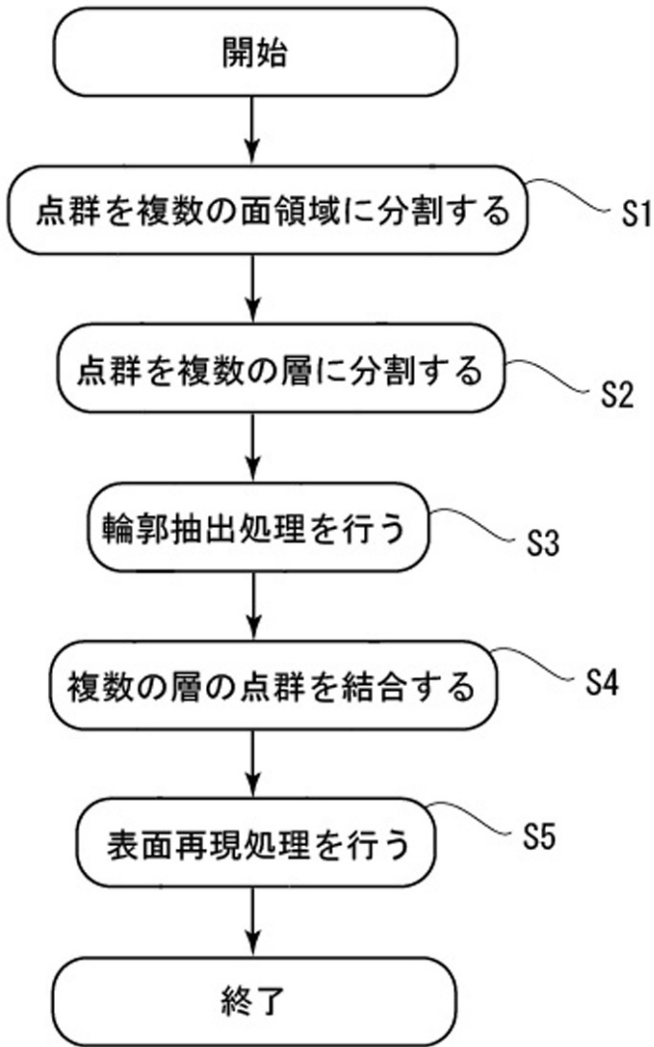 開始
点群を複数の面領域に分割する
S1
点群を複数の層に分割する
S2
輪郭抽出処理を行う
S3
複数の層の点群を結合する
S4
表面再現処理を行う
S5
終了